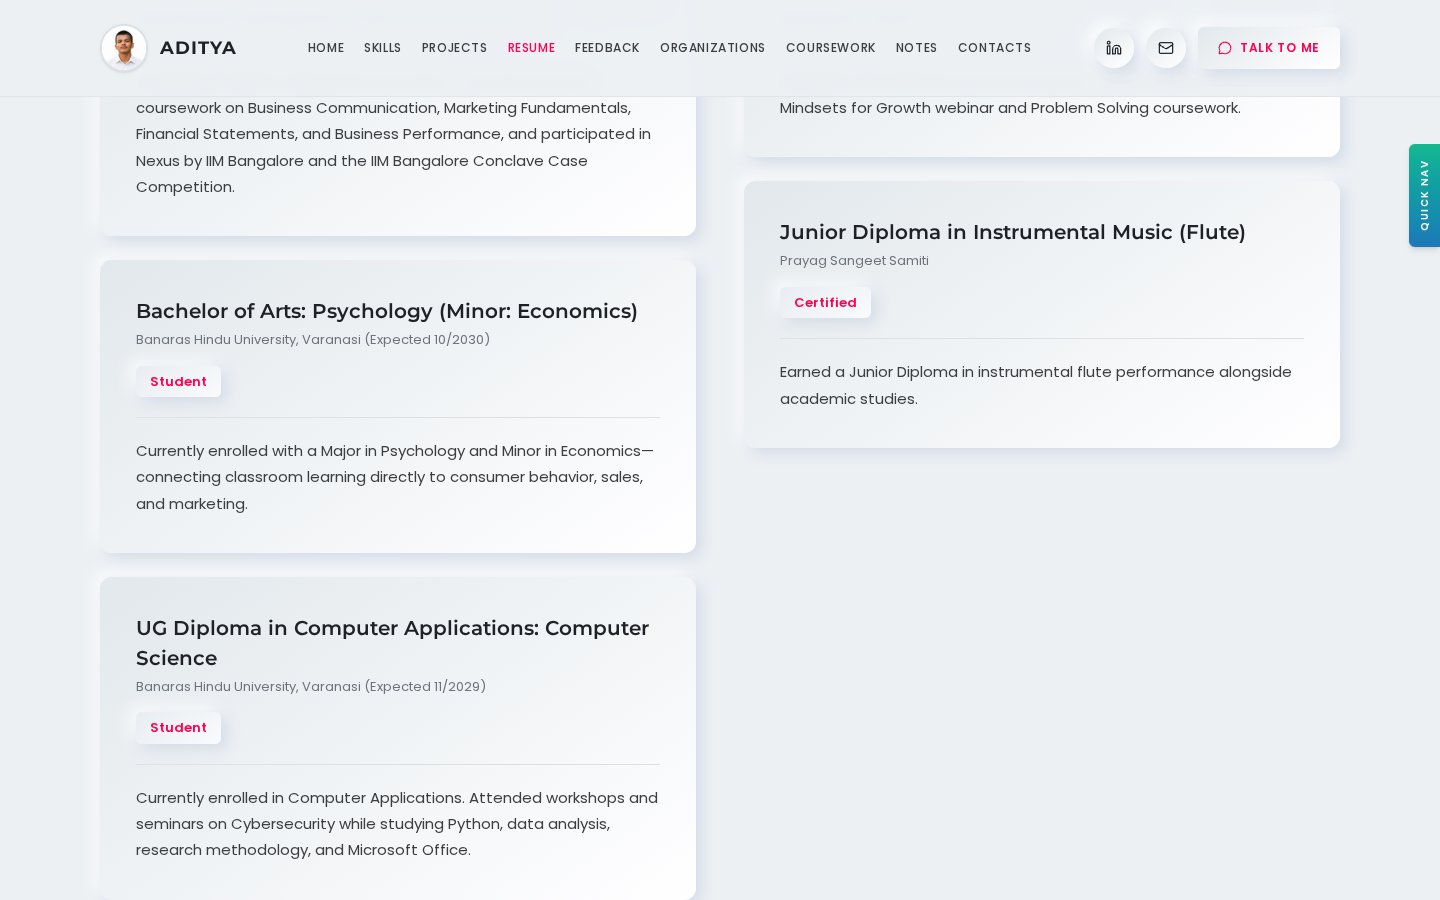 ADITYA
HOME SKILLS PROJECTS RESUME FEEDBACK ORGANIZATIONS COURSEWORK NOTES CONTACTS
TALK TO ME
QUICK NAV
coursework on Business Communication, Marketing Fundamentals,
Financial Statements, and Business Performance, and participated in
Nexus by IIM Bangalore and the IIM Bangalore Conclave Case
Competition.
Bachelor of Arts: Psychology (Minor: Economics)
Banaras Hindu University, Varanasi (Expected 10/2030)
Student
Currently enrolled with a Major in Psychology and Minor in Economics—
connecting classroom learning directly to consumer behavior, sales,
and marketing.
UG Diploma in Computer Applications: Computer
Science
Banaras Hindu University, Varanasi (Expected 11/2029)
Student
Currently enrolled in Computer Applications. Attended workshops and
seminars on Cybersecurity while studying Python, data analysis,
research methodology, and Microsoft Office.
Mindsets for Growth webinar and Problem Solving coursework.
Junior Diploma in Instrumental Music (Flute)
Prayag Sangeet Samiti
Certified
Earned a Junior Diploma in instrumental flute performance alongside
academic studies.